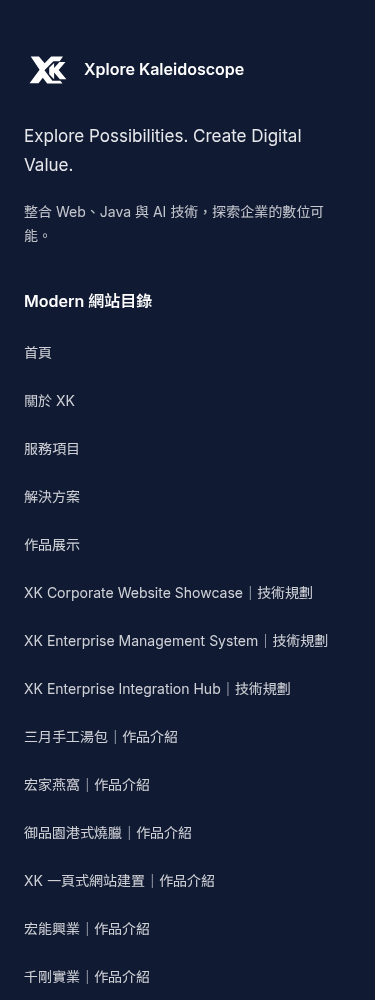 XK
Xplore Kaleidoscope
Explore Possibilities. Create Digital
Value.
整合 Web、Java 與 AI 技術，探索企業的數位可
能。
Modern 網站目錄
首頁
關於 XK
服務項目
解決方案
作品展示
XK Corporate Website Showcase｜技術規劃
XK Enterprise Management System｜技術規劃
XK Enterprise Integration Hub｜技術規劃
三月手工湯包｜作品介紹
宏家燕窩｜作品介紹
御品園港式燒臘｜作品介紹
XK 一頁式網站建置｜作品介紹
宏能興業｜作品介紹
千剛實業｜作品介紹